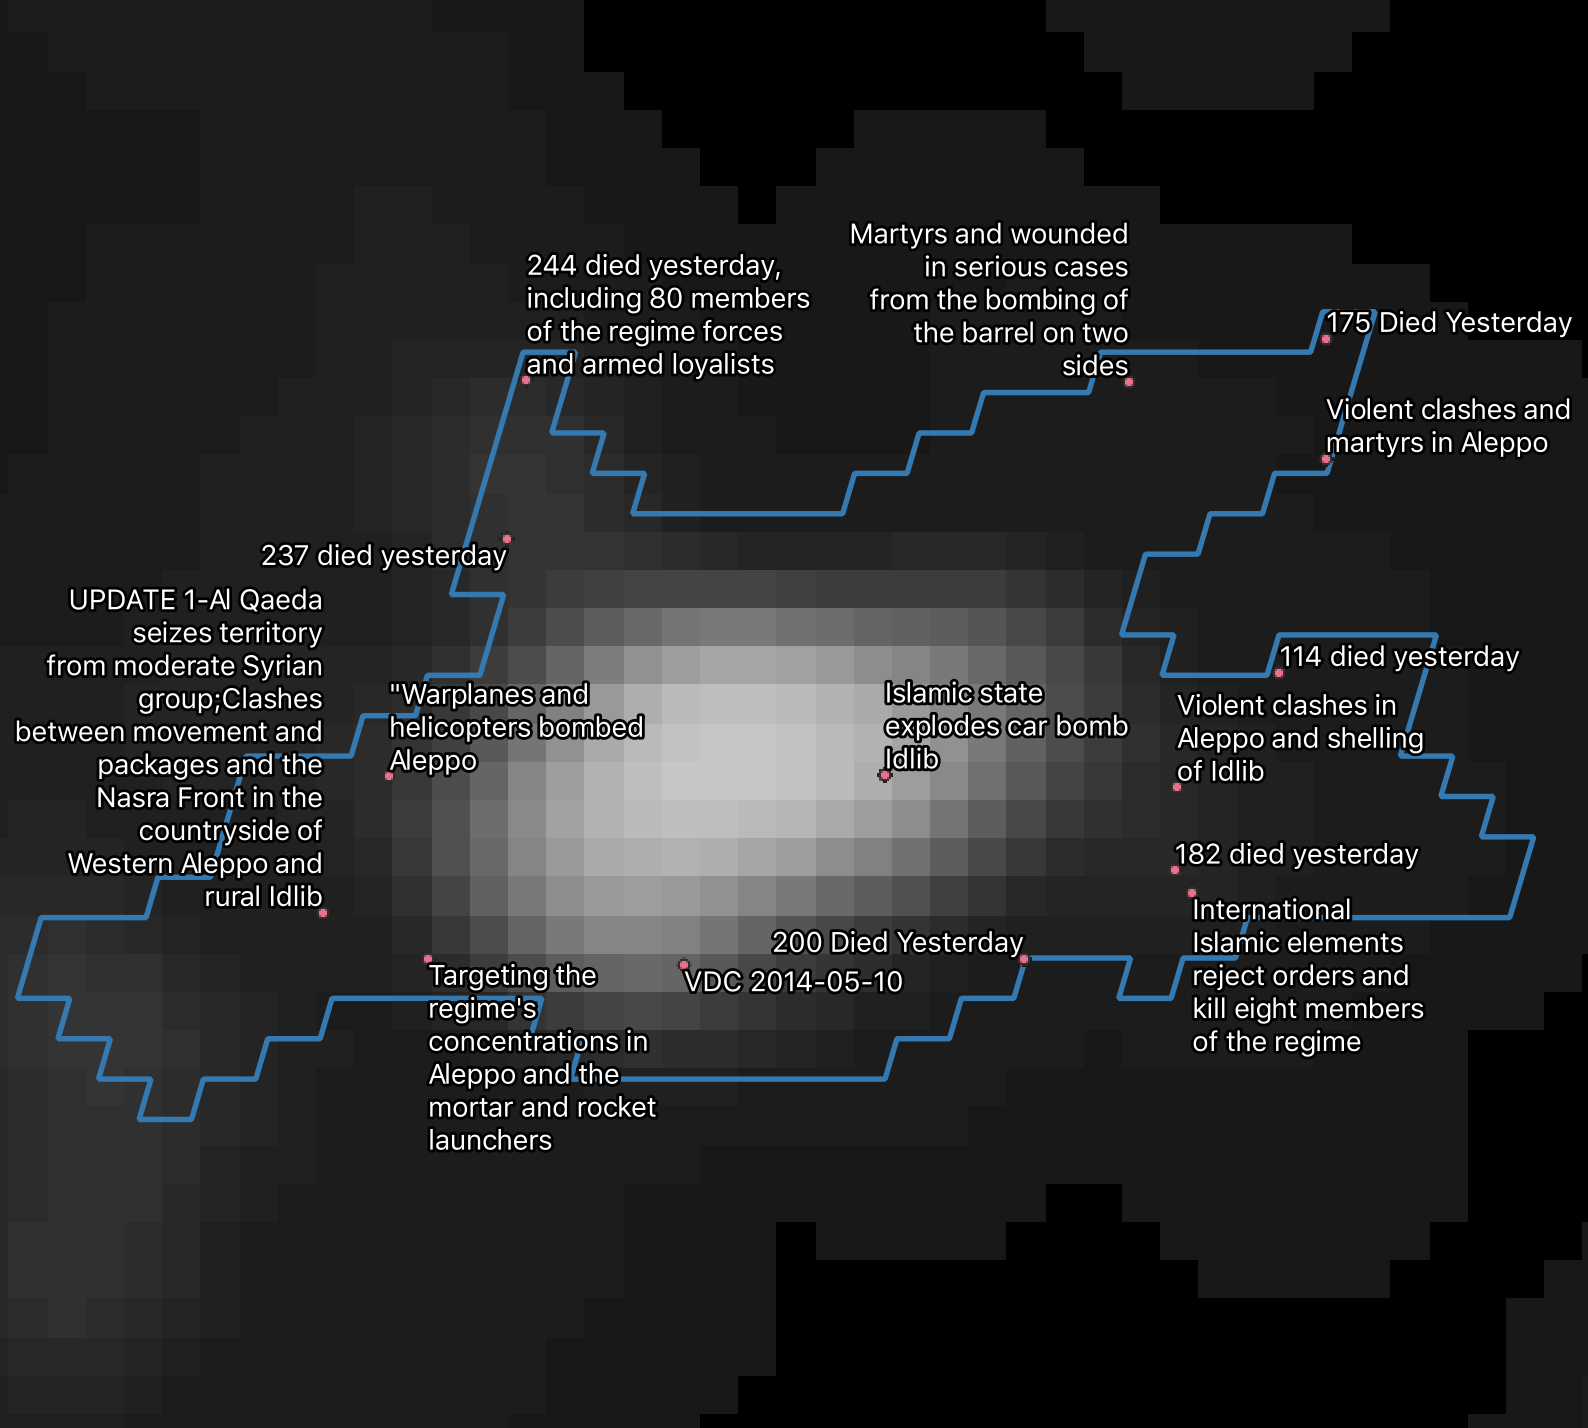 244 died yesterday,
including 80 members
of the regime forces
and armed loyalists
Martyrs and wounded
in serious cases
from the bombing of
the barrel on two
sides
175 Died Yesterday
Violent clashes and
martyrs in Aleppo
237 died yesterday
UPDATE 1-Al Qaeda
seizes territory
from moderate Syrian
group;Clashes
between movement and
packages and the
Nasra Front in the
countryside of
Western Aleppo and
rural Idlib
"Warplanes and
helicopters bombed
Aleppo
Islamic state
explodes car bomb
Idlib
114 died yesterday
Violent clashes in
Aleppo and shelling
of Idlib
182 died yesterday
International
Islamic elements
reject orders and
kill eight members
of the regime
200 Died Yesterday
VDC 2014-05-10
Targeting the
regime's
concentrations in
Aleppo and the
mortar and rocket
launchers